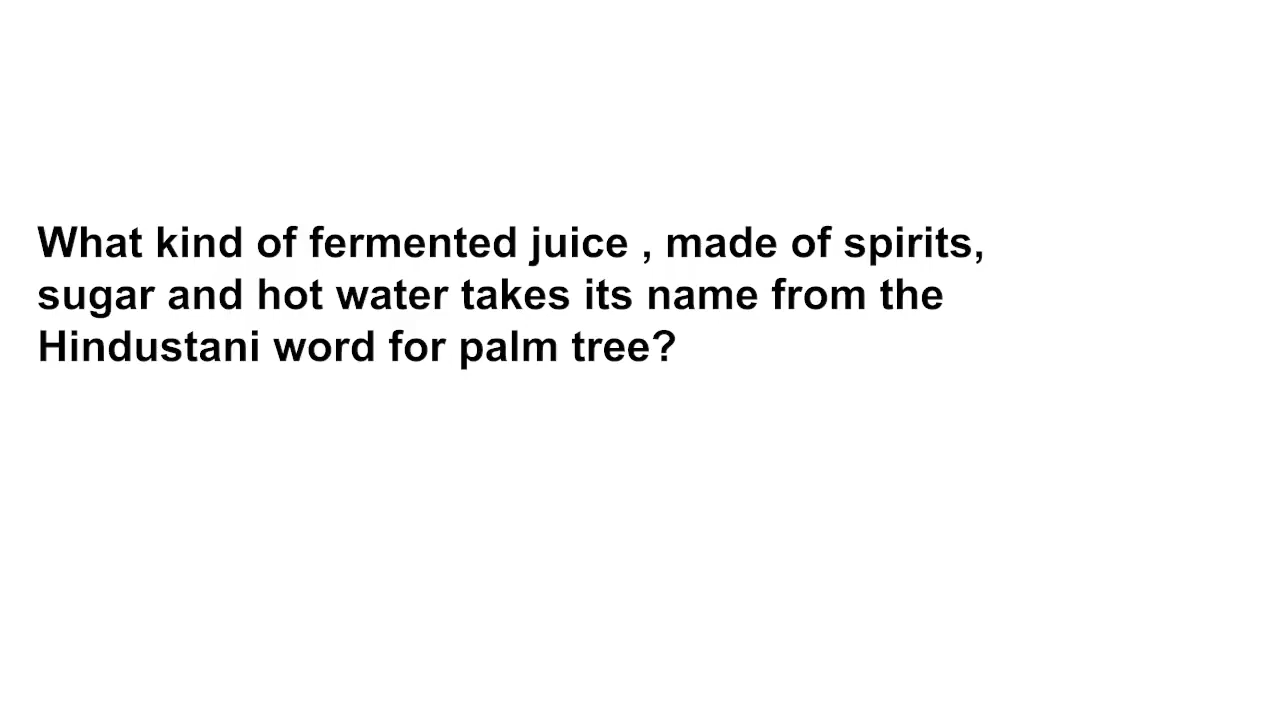 What kind of fermented juice , made of spirits,
sugar and hot water takes its name from the
Hindustani word for palm tree?